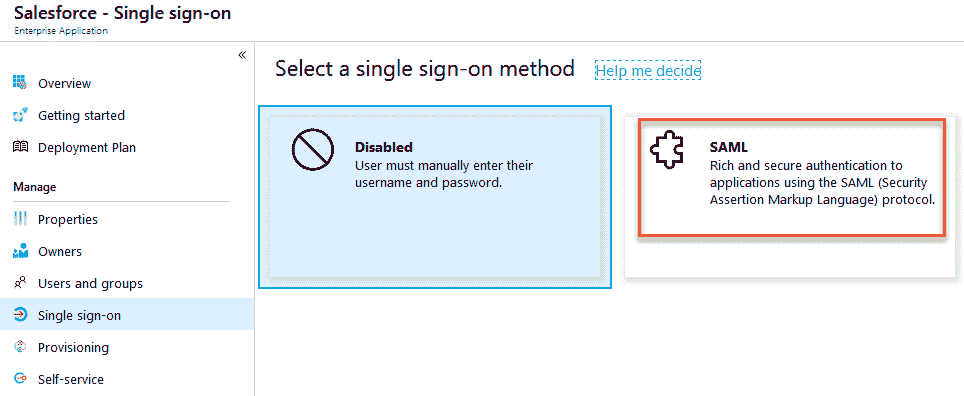 Salesforce - Single sign-on
Enterprise Application
«
Overview
Getting started
Deployment Plan
Manage
Properties
Owners
Users and groups
Single sign-on
Provisioning
Self-service
Select a single sign-on method
Help me decide
Disabled
User must manually enter their
username and password.
SAML
Rich and secure authentication to
applications using the SAML (Security
Assertion Markup Language) protocol.